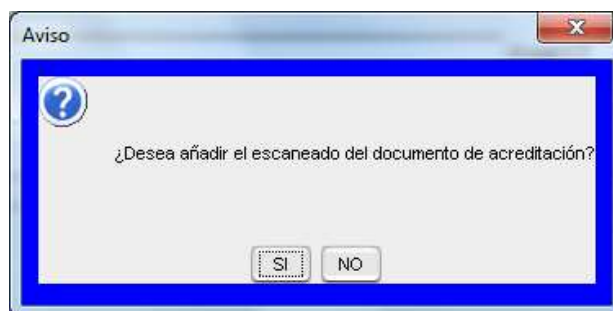 Aviso
¿Desea añadir el escaneado del documento de acreditación?
SI
NO